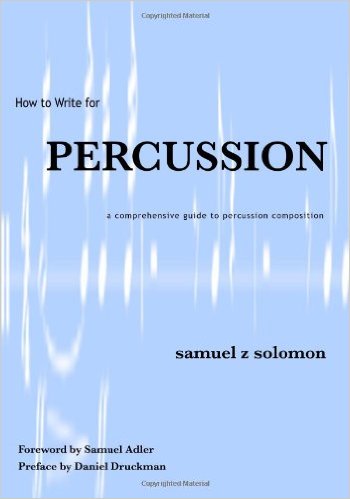 Copyrighted Material
How to Write for
PERCUSSION
a comprehensive guide to percussion composition
samuel z solomon
Foreword by Samuel Adler
Preface by Daniel Druckman
Copyrighted Material